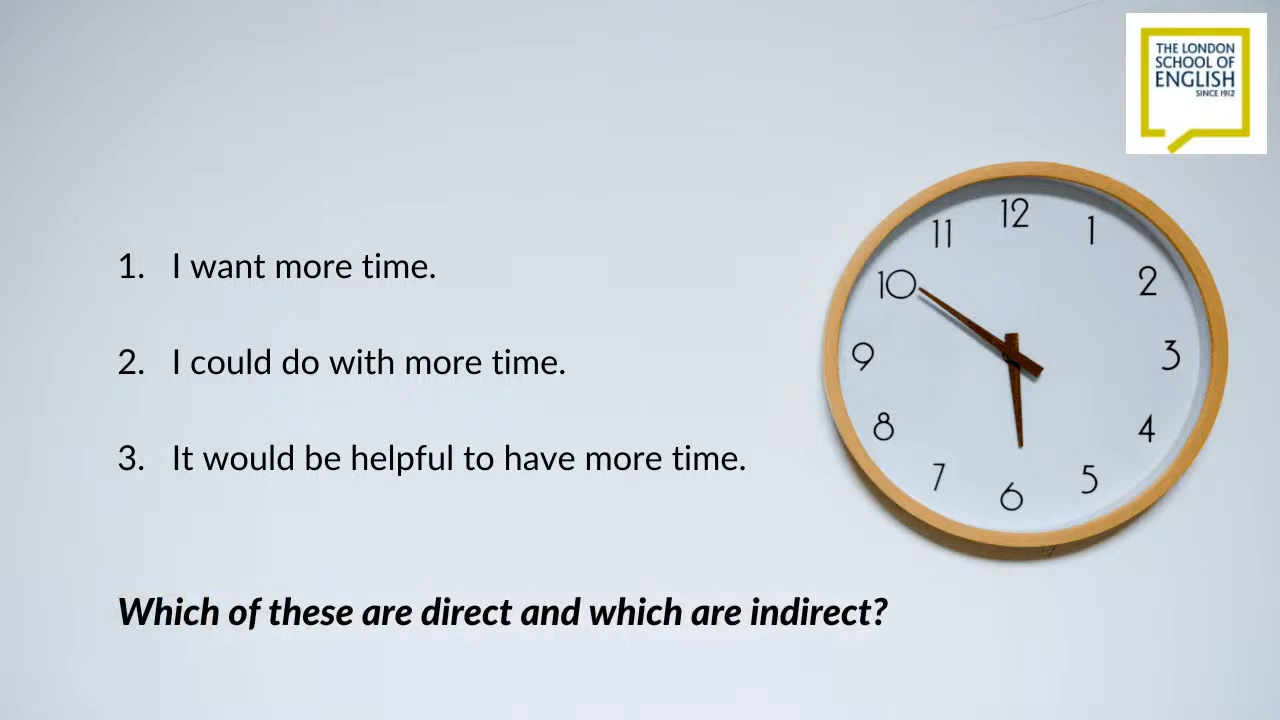 THE LONDON
SCHOOL OF
ENGLISH
SINCE 1912
12
11
1
10
2
9
3
8
4
7
5
6
1. I want more time.
2. I could do with more time.
3. It would be helpful to have more time.
Which of these are direct and which are indirect?